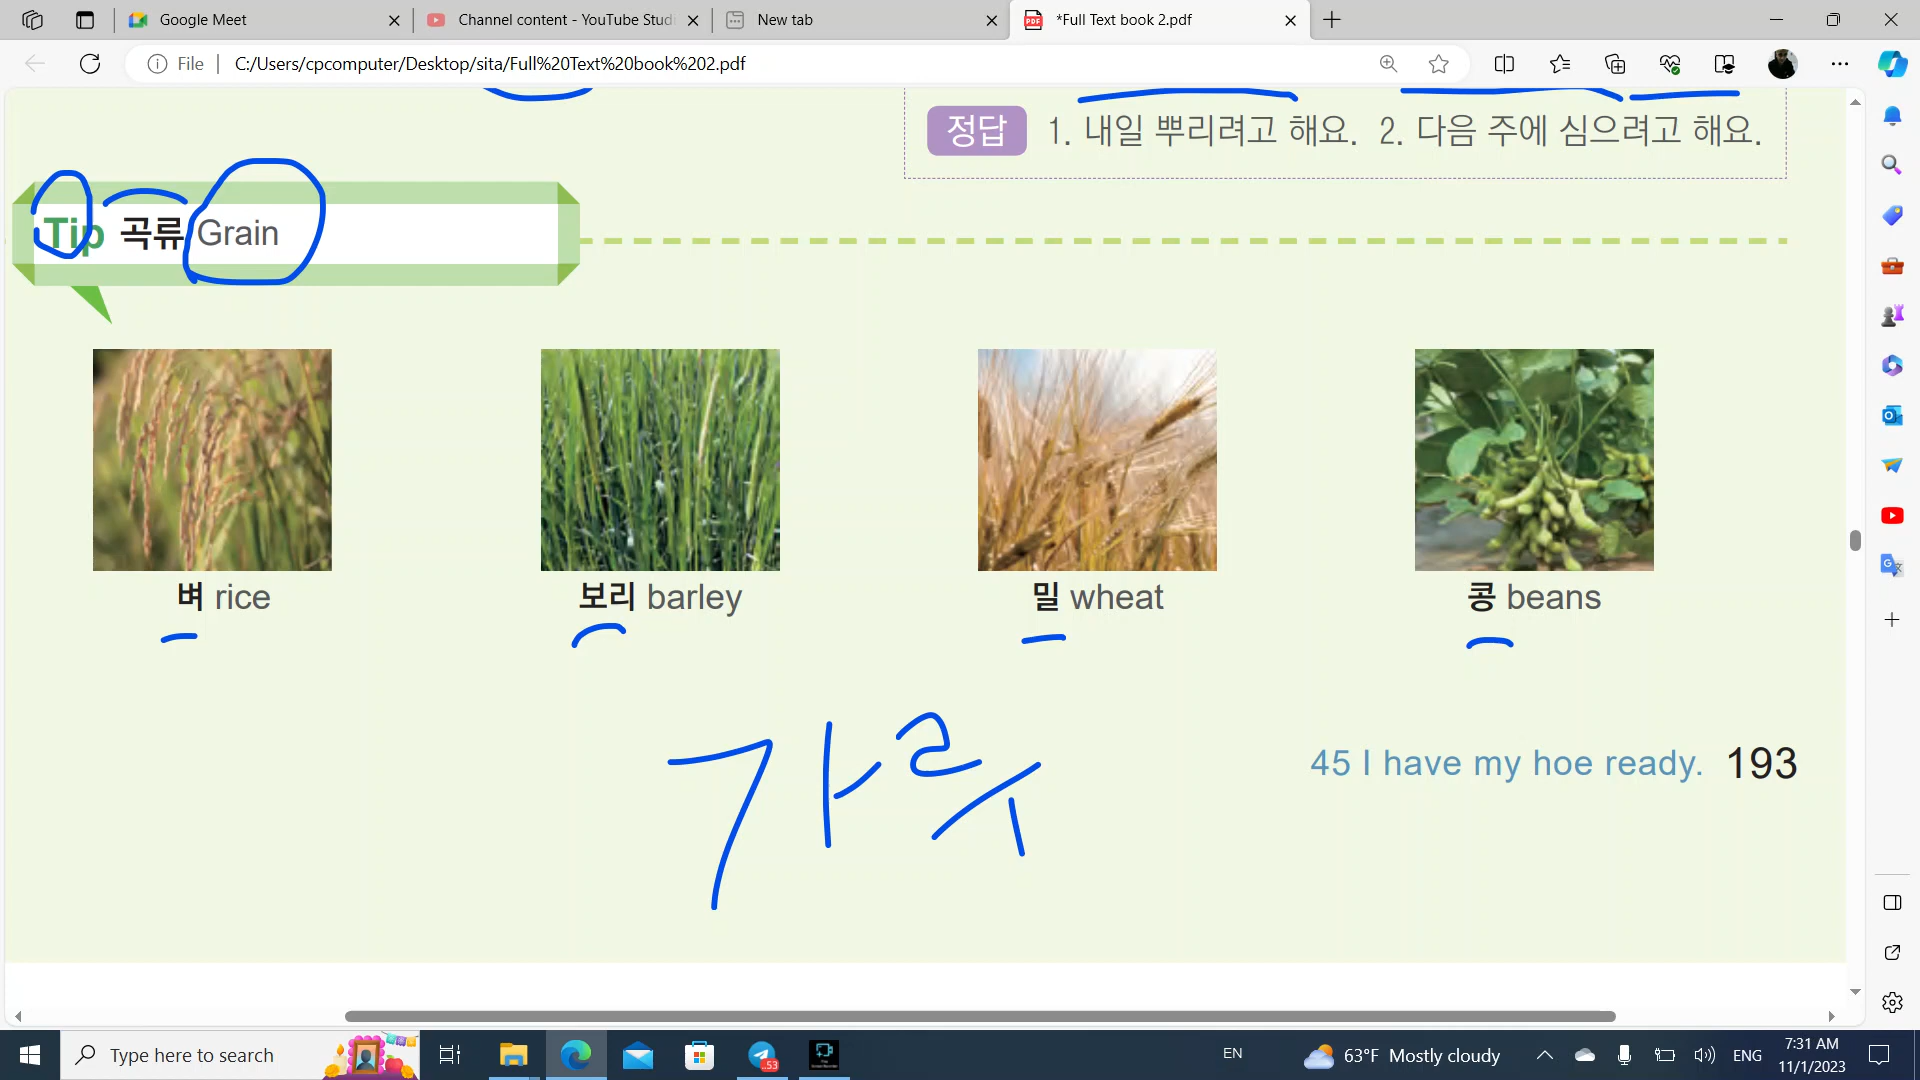 Google Meet
Channel content - YouTube Stud
New tab
*Full Text book 2.pdf
File
C:/Users/cpcomputer/Desktop/sita/Full%20Text%20book%202.pdf
정답 1. 내일 뿌리려고 해요. 2. 다음 주에 심으려고 해요.
Tip 곡류 Grain
벼 rice
보리 barley
밀 wheat
콩 beans
45 I have my hoe ready. 193
Type here to search
.53
EN
63°F Mostly cloudy
ENG
7:31 AM
11/1/2023